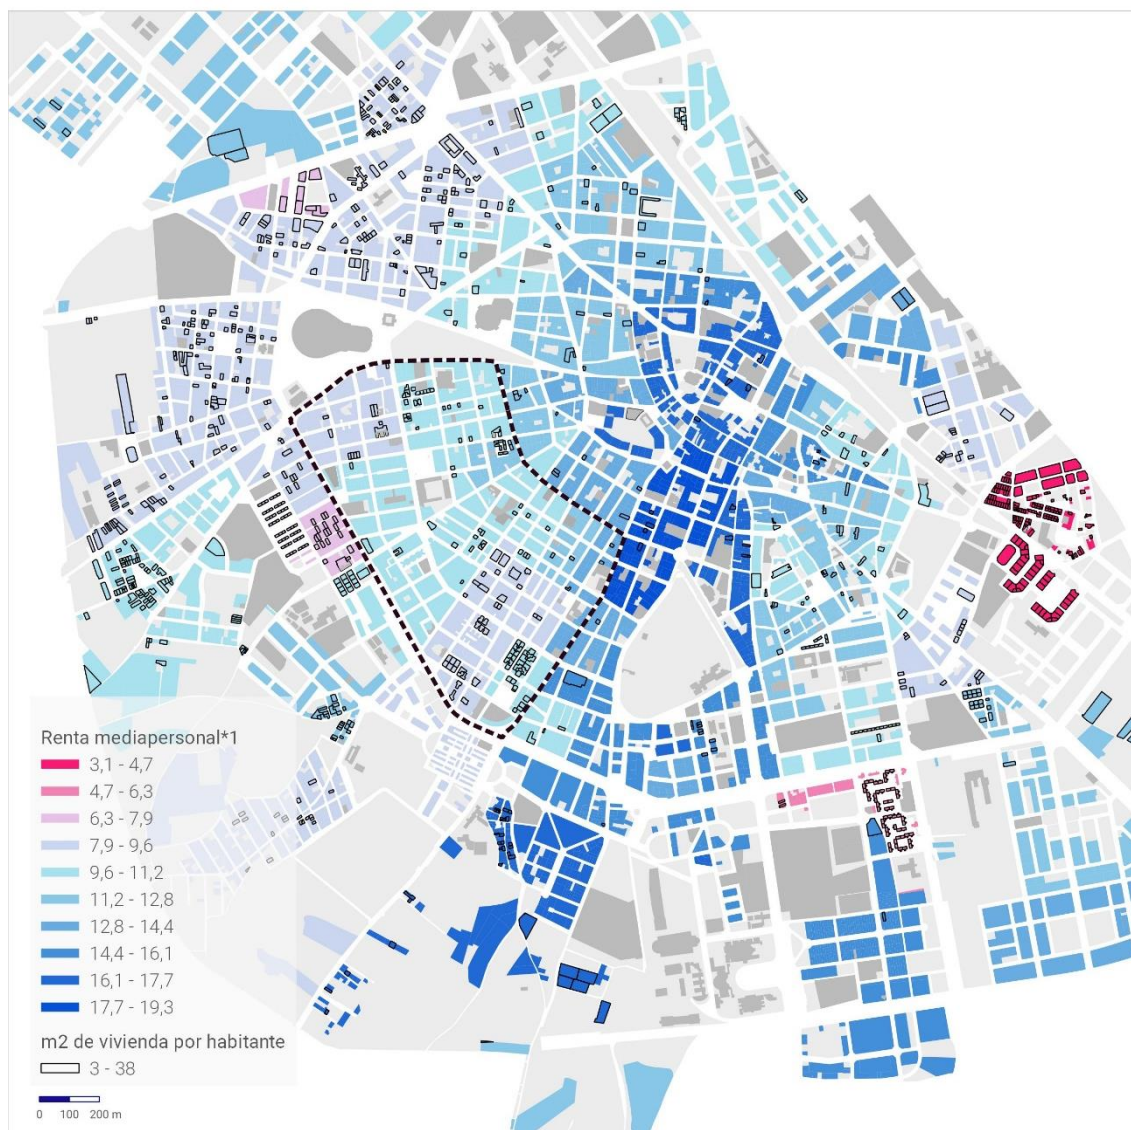 Renta mediapersonal*1
3,1 - 4,7
4,7 - 6,3
6,3 - 7,9
7,9 - 9,6
9,6 - 11,2
11,2 - 12,8
12,8 - 14,4
14,4 - 16,1
16,1 - 17,7
17,7 - 19,3
m2 de vivienda por habitante
3 - 38
0 100 200 m